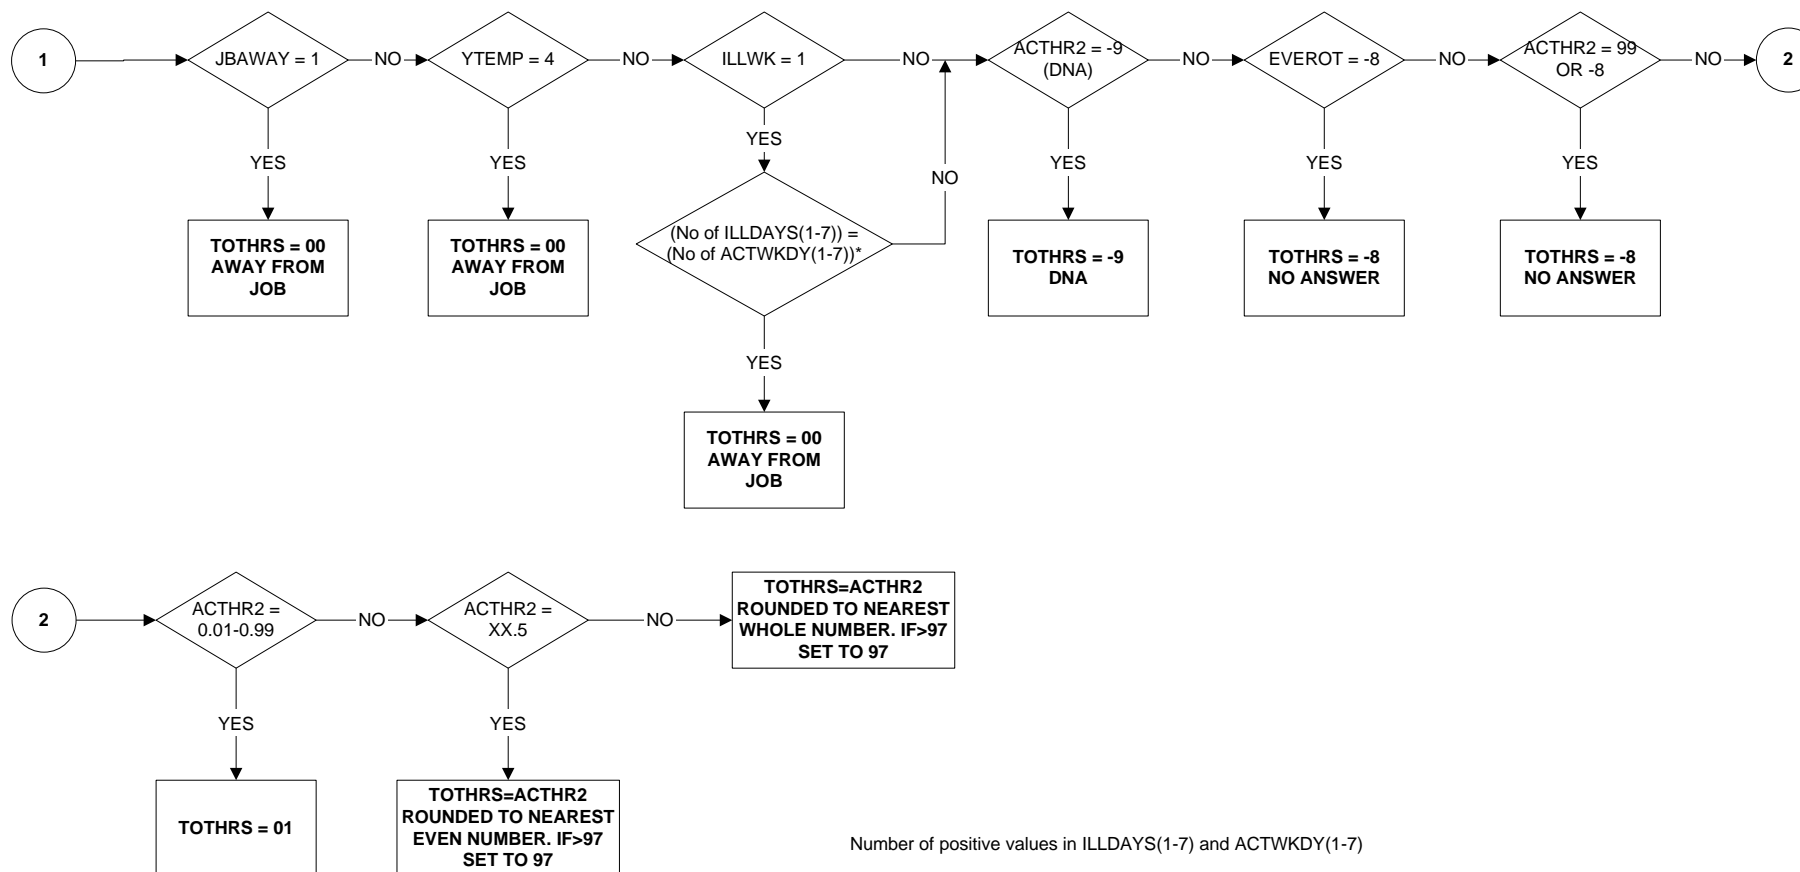 1
JBAWAY = 1
NO
YTEMP = 4
NO
ILLWK = 1
NO
ACTHR2 = -9
(DNA)
NO
EVEROT = -8
NO
ACTHR2 = 99
OR -8
NO
2
YES
YES
YES
YES
YES
YES
NO
TOTHRS = 00
AWAY FROM
JOB
TOTHRS = 00
AWAY FROM
JOB
(No of ILLDAYS(1-7)) =
(No of ACTWKDY(1-7))*
TOTHRS = -9
DNA
TOTHRS = -8
NO ANSWER
TOTHRS = -8
NO ANSWER
YES
TOTHRS = 00
AWAY FROM
JOB
2
ACTHR2 =
0.01-0.99
NO
ACTHR2 =
XX.5
NO
TOTHRS=ACTHR2
ROUNDED TO NEAREST
WHOLE NUMBER. IF>97
SET TO 97
YES
YES
TOTHRS = 01
TOTHRS=ACTHR2
ROUNDED TO NEAREST
EVEN NUMBER. IF>97
SET TO 97
Number of positive values in ILLDAYS(1-7) and ACTWKDY(1-7)